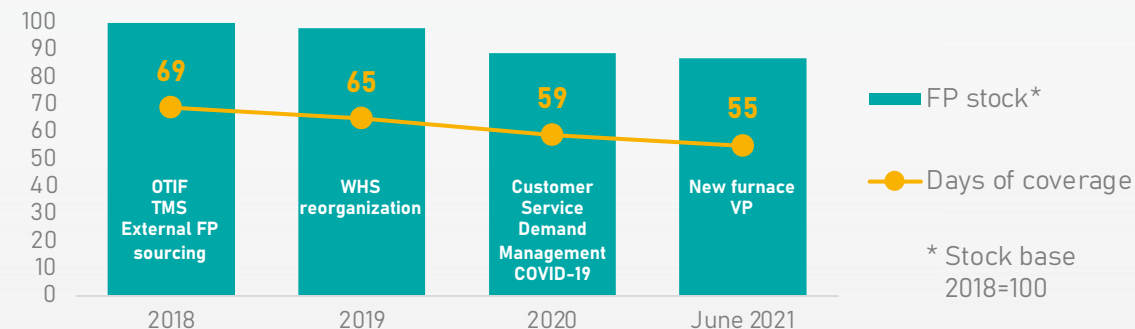 100
90
80
70
60
50
40
30
20
10
0
69
65
59
55
OTIF
TMS
External FP
sourcing
WHS
reorganization
Customer
Service
Demand
Management
COVID-19
New furnace
VP
2018
2019
2020
June 2021
FP stock*
Days of coverage
* Stock base
2018=100